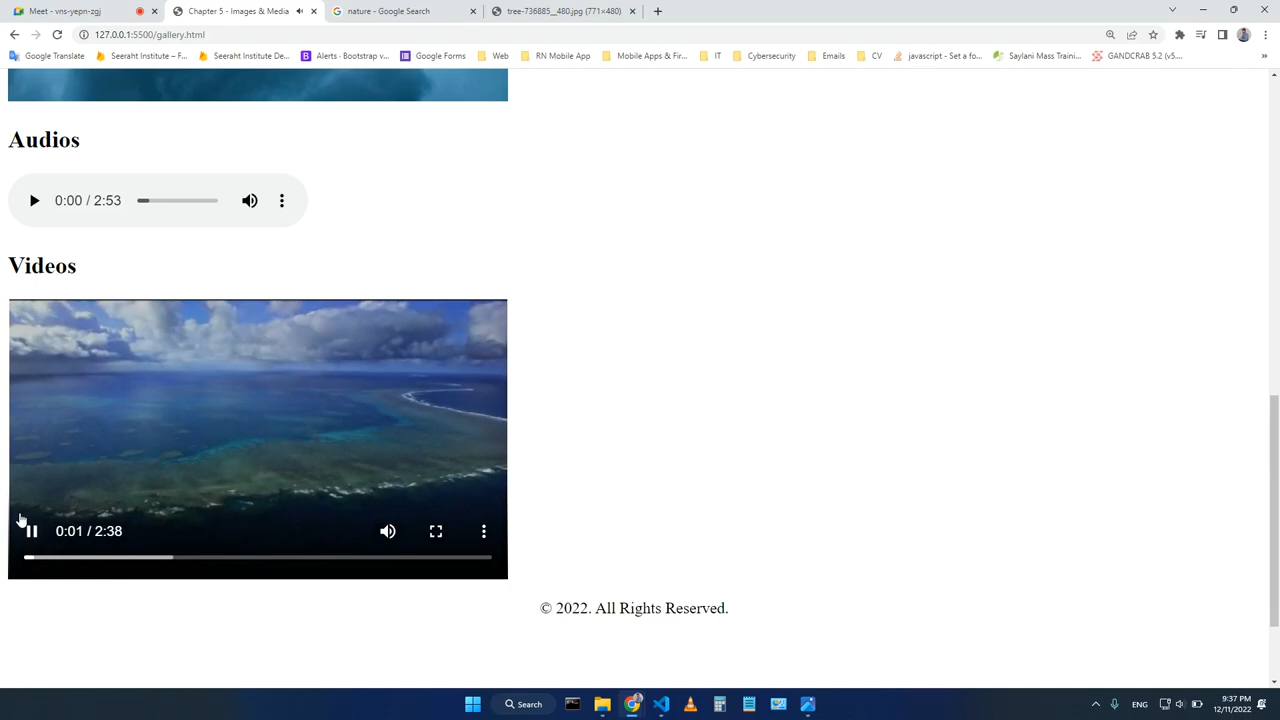 Meet - vns-yepn-zgj
Chapter 5 - Images & Media
nature - Google Search
tree-736885__480.jpg (771×480)
127.0.0.1:5500/gallery.html
Google Translate
Seeraht Institute – F...
Seeraht Institute De...
Alerts · Bootstrap v...
Google Forms
Web
RN Mobile App
Mobile Apps & Fir...
IT
Cybersecurity
Emails
CV
javascript - Set a fo...
Saylani Mass Traini...
GANDCRAB 5.2 (v5....
»
Audios
0:00 / 2:53
Videos
0:01 / 2:38
© 2022. All Rights Reserved.
Search
ENG
9:37 PM
12/11/2022